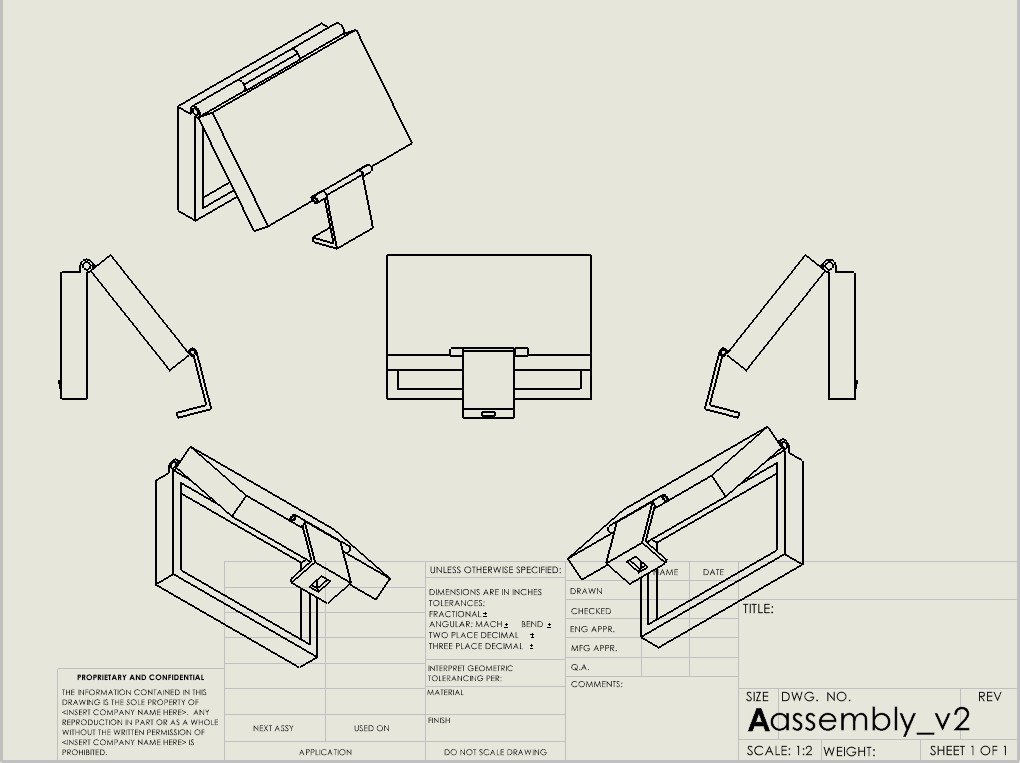 UNLESS OTHERWISE SPECIFIED:
DIMENSIONS ARE IN INCHES
TOLERANCES:
FRACTIONAL±
ANGULAR: MACH± BEND ±
TWO PLACE DECIMAL ±
THREE PLACE DECIMAL ±
INTERPRET GEOMETRIC
TOLERANCING PER:
MATERIAL
FINISH
DO NOT SCALE DRAWING
DATE
DRAWN
CHECKED
ENG APPR.
MFG APPR.
Q.A.
COMMENTS:
TITLE:
SIZE DWG. NO. REV
A assembly_v2
SCALE: 1:2 WEIGHT: SHEET 1 OF 1
PROPRIETARY AND CONFIDENTIAL
THE INFORMATION CONTAINED IN THIS
DRAWING IS THE SOLE PROPERTY OF
<INSERT COMPANY NAME HERE>. ANY
REPRODUCTION IN PART OR AS A WHOLE
WITHOUT THE WRITTEN PERMISSION OF
<INSERT COMPANY NAME HERE> IS
PROHIBITED.
NEXT ASSY USED ON
APPLICATION